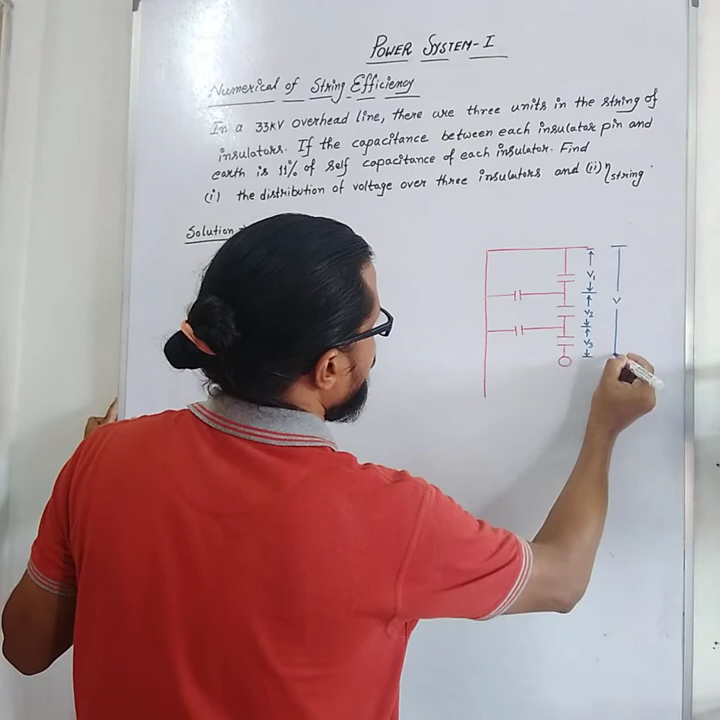 POWER SYSTEM-I
Numerical of String Efficiency
In a 33kV overhead line, there are three units in the string of
insulators. If the capacitance between each insulator pin and
earth is 11% of self capacitance of each insulator. Find
(i) the distribution of voltage over three insulators and (ii) η string.
Solution
V₁
V₂
V
V₃